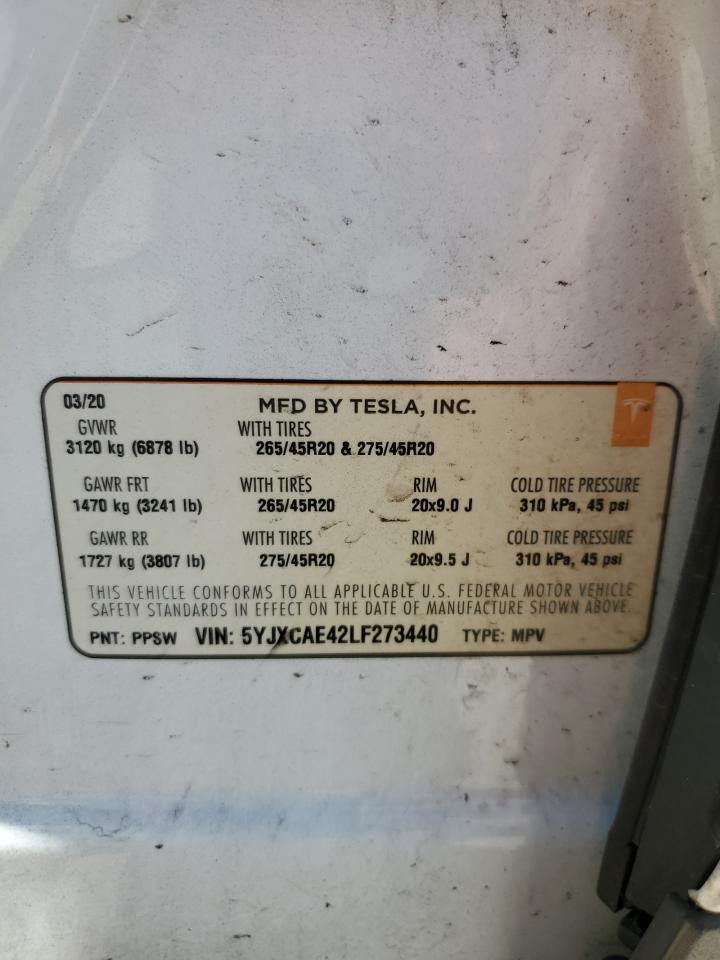 03/20 MFD BY TESLA, INC.
GVWR WITH TIRES
3120 kg (6878 lb) 265/45R20 & 275/45R20
GAWR FRT WITH TIRES RIM COLD TIRE PRESSURE
1470 kg (3241 lb) 265/45R20 20x9.0 J 310 kPa, 45 psi
GAWR RR WITH TIRES RIM COLD TIRE PRESSURE
1727 kg (3807 lb) 275/45R20 20x9.5 J 310 kPa, 45 psi
THIS VEHICLE CONFORMS TO ALL APPLICABLE U.S. FEDERAL MOTOR VEHICLE
SAFETY STANDARDS IN EFFECT ON THE DATE OF MANUFACTURE SHOWN ABOVE.
PNT: PPSW VIN: 5YJXCAE42LF273440 TYPE: MPV